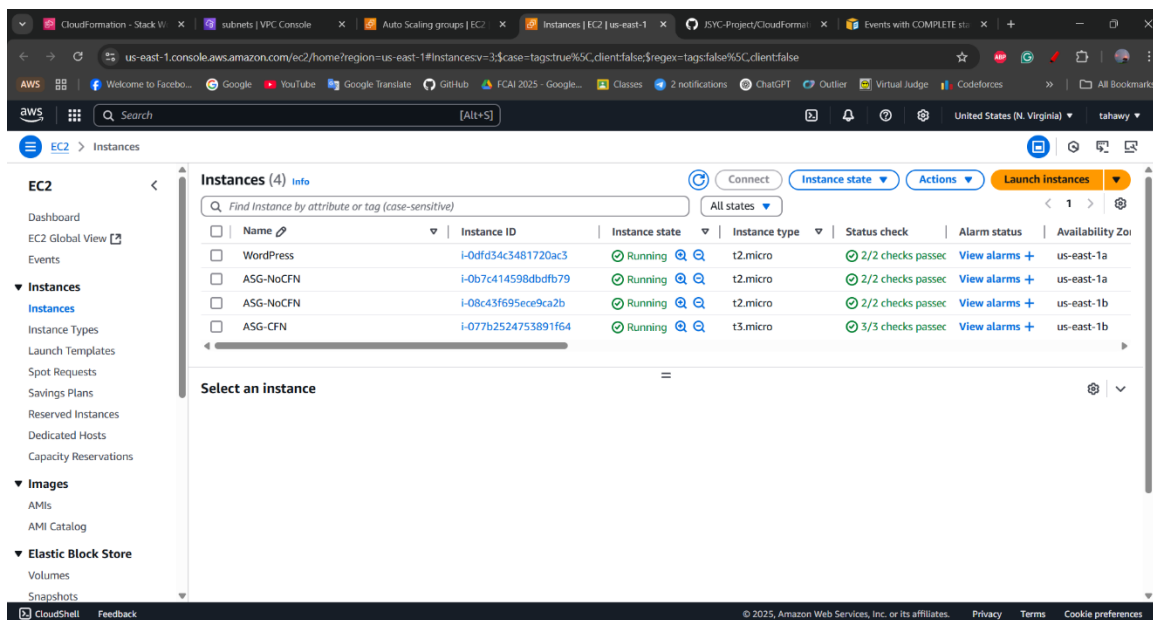 CloudFormation - Stack W
subnets | VPC Console
Auto Scaling groups | EC2
Instances | EC2 | us-east-1
JSYC-Project/CloudFormat
Events with COMPLETE sta
us-east-1.console.aws.amazon.com/ec2/home?region=us-east-1#Instances:v=3;$case=tags:true%5C,client:false;$regex=tags:false%5C,client:false
AWS Welcome to Facebo... Google YouTube Google Translate GitHub FCAI 2025 - Google... Classes 2 notifications ChatGPT Outlier Virtual Judge Codeforces » All Bookmarks
aws Search [Alt+S] United States (N. Virginia) ▼ tahawy ▼
EC2 > Instances
EC2
Dashboard
EC2 Global View
Events
Instances
Instances
Instance Types
Launch Templates
Spot Requests
Savings Plans
Reserved Instances
Dedicated Hosts
Capacity Reservations
Images
AMIs
AMI Catalog
Elastic Block Store
Volumes
Snapshots
Instances (4) Info Connect Instance state ▼ Actions ▼ Launch instances ▼
Find Instance by attribute or tag (case-sensitive) All states ▼ < 1 >
Name Instance ID Instance state Instance type Status check Alarm status Availability Zo
WordPress i-0dfd34c3481720ac3 Running t2.micro 2/2 checks passec View alarms + us-east-1a
ASG-NoCFN i-0b7c414598dbdfb79 Running t2.micro 2/2 checks passec View alarms + us-east-1a
ASG-NoCFN i-08c43f695ece9ca2b Running t2.micro 2/2 checks passec View alarms + us-east-1b
ASG-CFN i-077b2524753891f64 Running t3.micro 3/3 checks passec View alarms + us-east-1b
Select an instance
CloudShell Feedback © 2025, Amazon Web Services, Inc. or its affiliates. Privacy Terms Cookie preferences